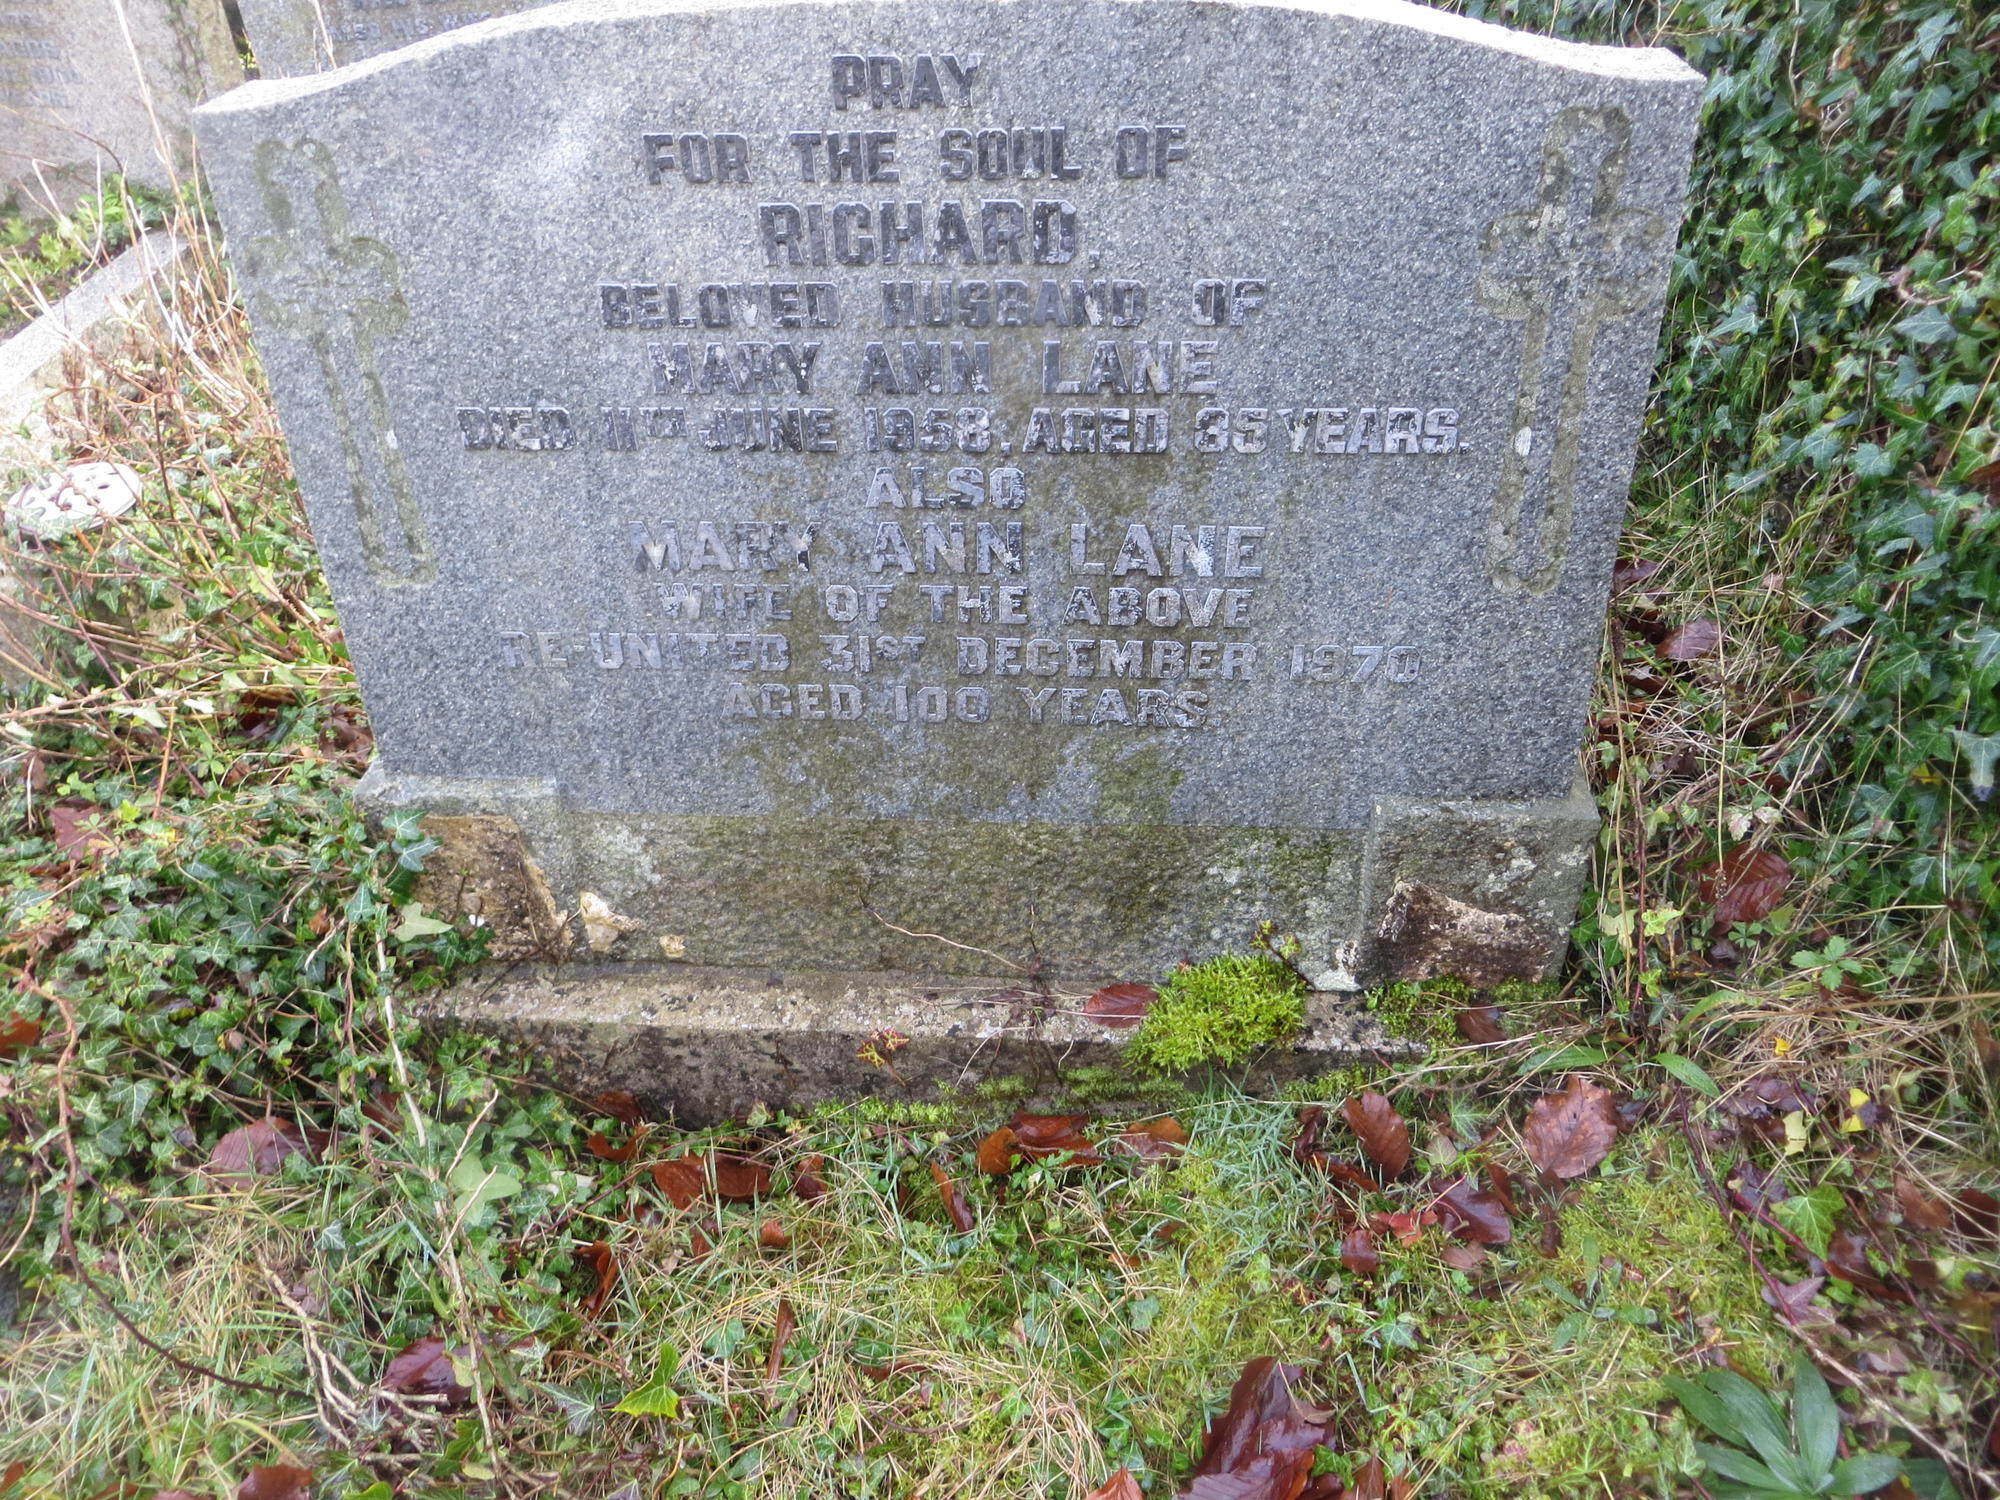 PRAY
FOR THE SOUL OF
RICHARD,
BELOVED HUSBAND OF
MARY ANN LANE
DIED 11TH JUNE 1958, AGED 85 YEARS.
ALSO
MARY ANN LANE
WIFE OF THE ABOVE
RE-UNITED 31ST DECEMBER 1970
AGED 100 YEARS.